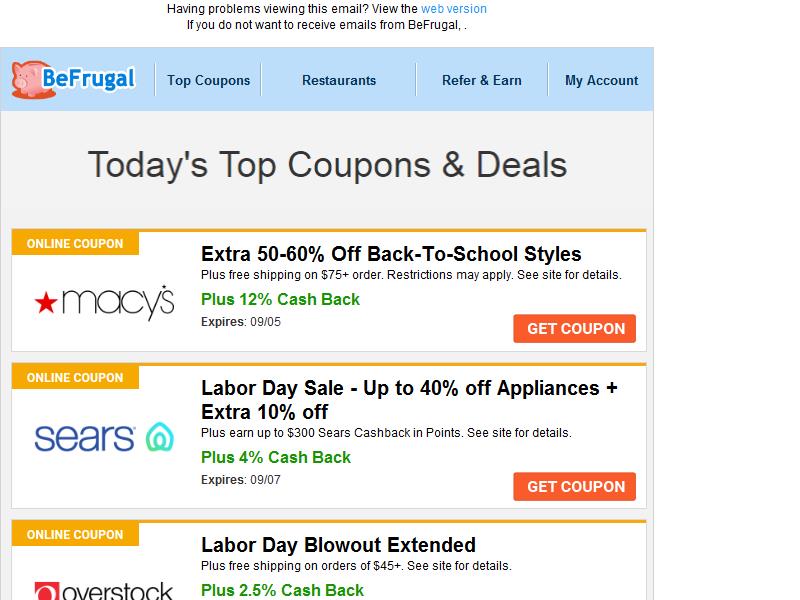 Having problems viewing this email? View the web version
If you do not want to receive emails from BeFrugal, .
BeFrugal
Top Coupons
Restaurants
Refer & Earn
My Account
Today's Top Coupons & Deals
ONLINE COUPON
macy's
Extra 50-60% Off Back-To-School Styles
Plus free shipping on $75+ order. Restrictions may apply. See site for details.
Plus 12% Cash Back
Expires: 09/05
GET COUPON
ONLINE COUPON
sears
Labor Day Sale - Up to 40% off Appliances +
Extra 10% off
Plus earn up to $300 Sears Cashback in Points. See site for details.
Plus 4% Cash Back
Expires: 09/07
GET COUPON
ONLINE COUPON
overstock
Labor Day Blowout Extended
Plus free shipping on orders of $45+. See site for details.
Plus 2.5% Cash Back